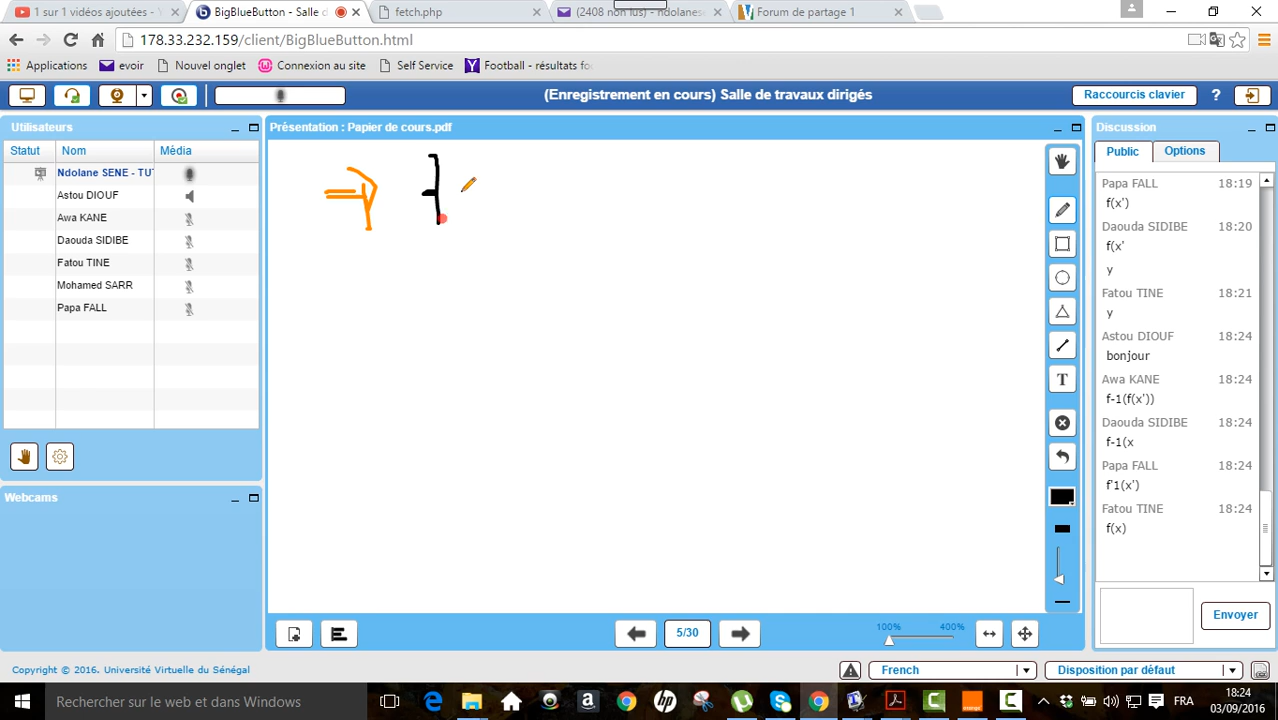 1 sur 1 vidéos ajoutées - Y
BigBlueButton - Salle d
fetch.php
(2408 non lus) - ndolanese
Forum de partage 1
178.33.232.159/client/BigBlueButton.html
Applications
evoir
Nouvel onglet
Connexion au site
Self Service
Football - résultats fo
(Enregistrement en cours) Salle de travaux dirigés
Raccourcis clavier
?
Utilisateurs
Statut Nom Média
Ndolane SENE - TUT
Astou DIOUF
Awa KANE
Daouda SIDIBE
Fatou TINE
Mohamed SARR
Papa FALL
Webcams
Présentation : Papier de cours.pdf
T
5/30
100% 400%
Discussion
Public Options
Papa FALL 18:19
f(x')
Daouda SIDIBE 18:20
f(x'
y
Fatou TINE 18:21
y
Astou DIOUF 18:24
bonjour
Awa KANE 18:24
f-1(f(x'))
Daouda SIDIBE 18:24
f-1(x
Papa FALL 18:24
f'1(x')
Fatou TINE 18:24
f(x)
Envoyer
Copyright © 2016. Université Virtuelle du Sénégal
French
Disposition par défaut
Rechercher sur le web et dans Windows
FRA
18:24
03/09/2016